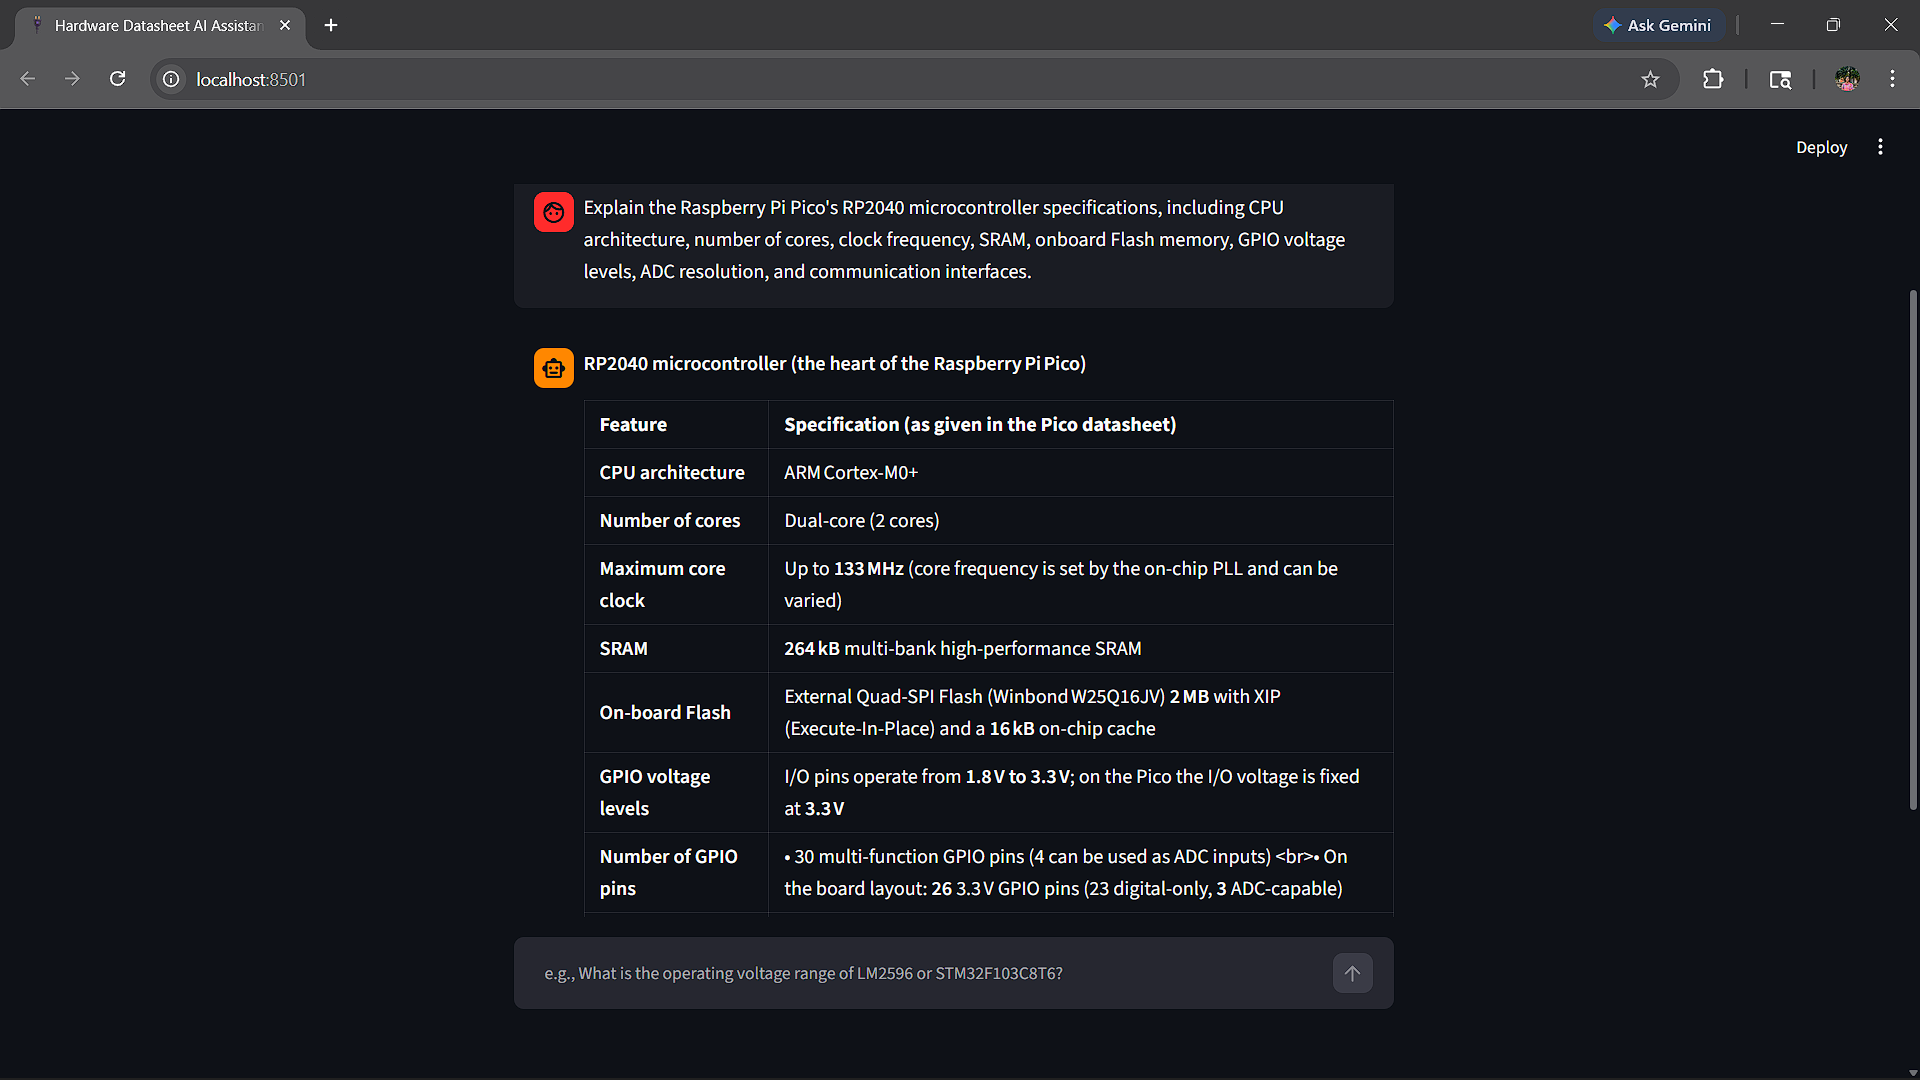 Hardware Datasheet AI Assistan
Ask Gemini
localhost:8501
Deploy
Explain the Raspberry Pi Pico's RP2040 microcontroller specifications, including CPU
architecture, number of cores, clock frequency, SRAM, onboard Flash memory, GPIO voltage
levels, ADC resolution, and communication interfaces.
RP2040 microcontroller (the heart of the Raspberry Pi Pico)
Feature Specification (as given in the Pico datasheet)
CPU architecture ARM Cortex-M0+
Number of cores Dual-core (2 cores)
Maximum core
clock
Up to 133 MHz (core frequency is set by the on-chip PLL and can be
varied)
SRAM 264 kB multi-bank high-performance SRAM
On-board Flash
External Quad-SPI Flash (Winbond W25Q16JV) 2 MB with XIP
(Execute-In-Place) and a 16 kB on-chip cache
GPIO voltage
levels
I/O pins operate from 1.8 V to 3.3 V; on the Pico the I/O voltage is fixed
at 3.3 V
Number of GPIO
pins
• 30 multi-function GPIO pins (4 can be used as ADC inputs) <br>• On
the board layout: 26 3.3 V GPIO pins (23 digital-only, 3 ADC-capable)
e.g., What is the operating voltage range of LM2596 or STM32F103C8T6?